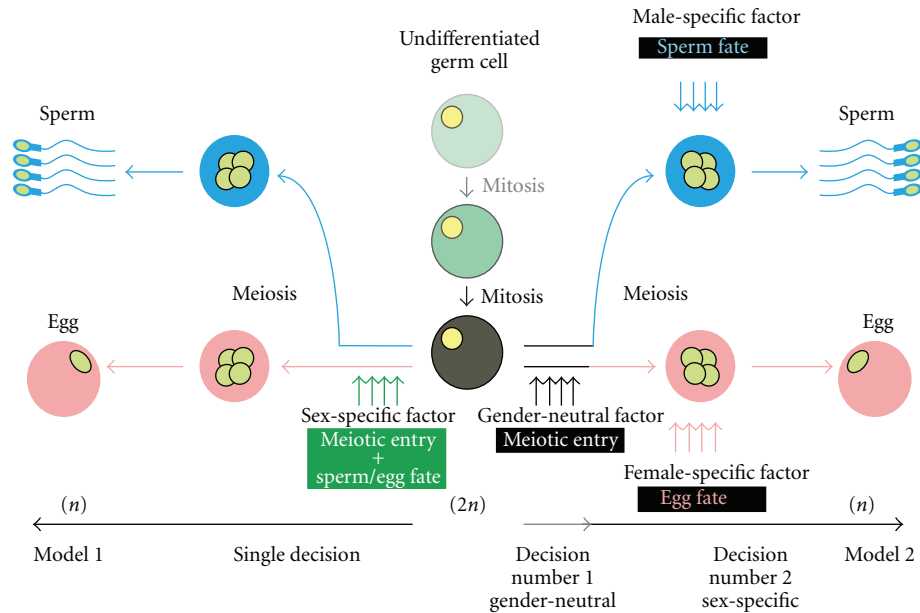 Male-specific factor
Sperm fate
Undifferentiated
germ cell
Sperm
Sperm
Mitosis
Mitosis
Meiosis
Meiosis
Egg
Egg
Sex-specific factor
Meiotic entry
+
sperm/egg fate
Gender-neutral factor
Meiotic entry
Female-specific factor
Egg fate
(n)
(2n)
(n)
Model 1
Single decision
Decision
number 1
gender-neutral
Decision
number 2
sex-specific
Model 2